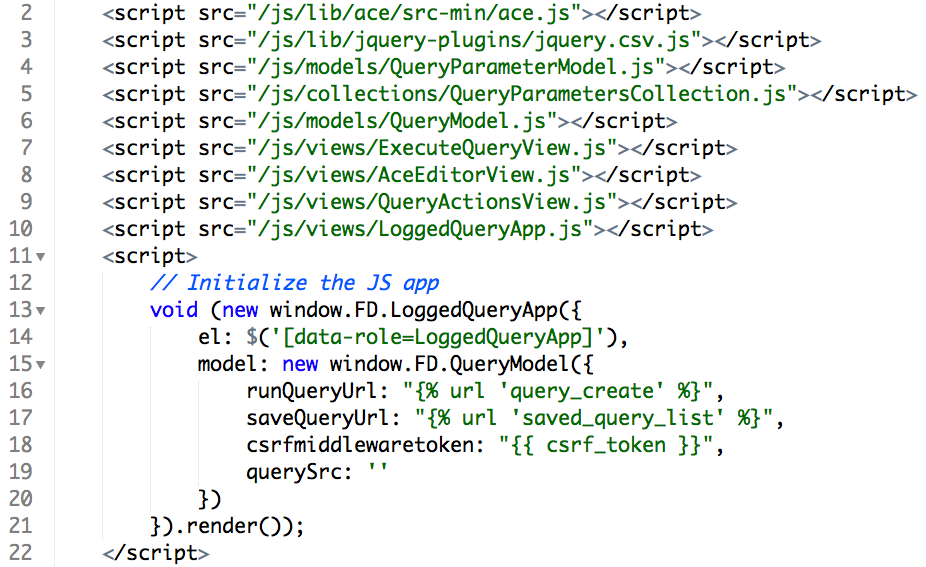 2 <script src="/js/lib/ace/src-min/ace.js"></script>
3 <script src="/js/lib/jquery-plugins/jquery.csv.js"></script>
4 <script src="/js/models/QueryParameterModel.js"></script>
5 <script src="/js/collections/QueryParametersCollection.js"></script>
6 <script src="/js/models/QueryModel.js"></script>
7 <script src="/js/views/ExecuteQueryView.js"></script>
8 <script src="/js/views/AceEditorView.js"></script>
9 <script src="/js/views/QueryActionsView.js"></script>
10 <script src="/js/views/LoggedQueryApp.js"></script>
11 <script>
12 // Initialize the JS app
13 void (new window.FD.LoggedQueryApp({
14 el: $('[data-role=LoggedQueryApp]'),
15 model: new window.FD.QueryModel({
16 runQueryUrl: "{% url 'query_create' %}",
17 saveQueryUrl: "{% url 'saved_query_list' %}",
18 csrfmiddlewaretoken: "{{ csrf_token }}",
19 querySrc: ''
20 })
21 }).render());
22 </script>